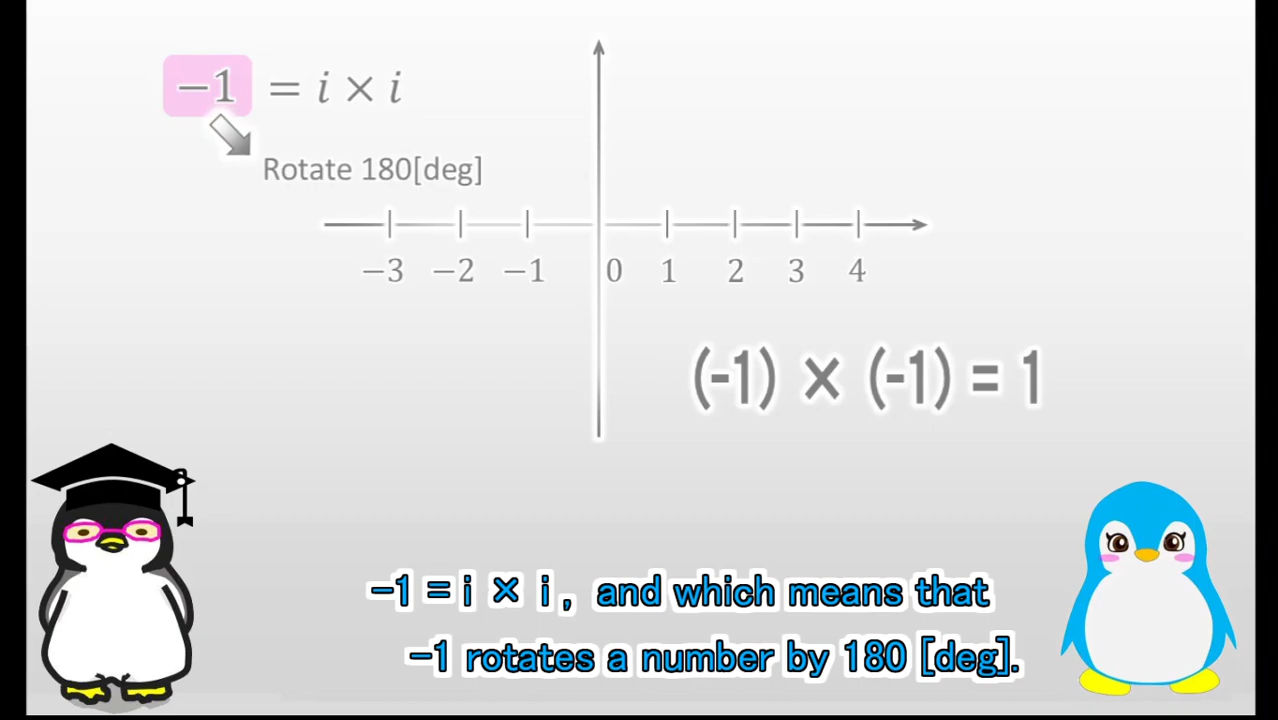 −1 = i × i
Rotate 180[deg]
−3 −2 −1 0 1 2 3 4
(-1) × (-1) = 1
−1 = i × i, and which means that
−1 rotates a number by 180 [deg].